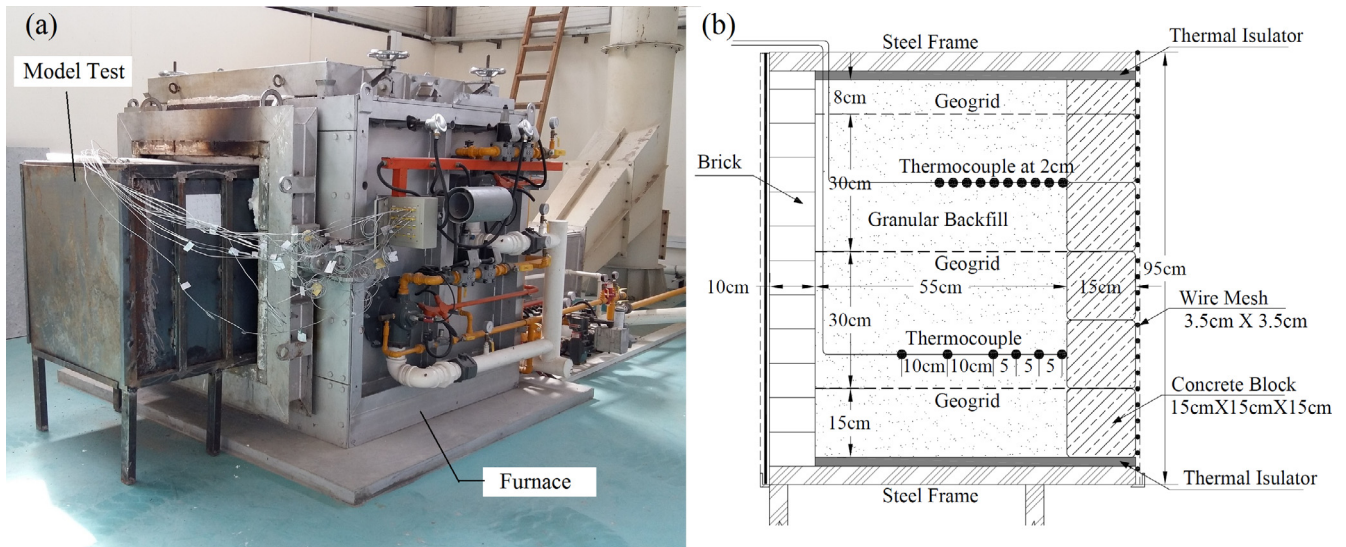 (a)
Model Test
Furnace
(b)
Steel Frame
Thermal Isulator
8cm
Geogrid
Brick
Thermocouple at 2cm
30cm
Granular Backfill
Geogrid
10cm
55cm
15cm
95cm
Wire Mesh
3.5cm X 3.5cm
30cm
Thermocouple
10cm 10cm 5 5 5
Geogrid
Concrete Block
15cmX15cmX15cm
15cm
Thermal Isulator
Steel Frame